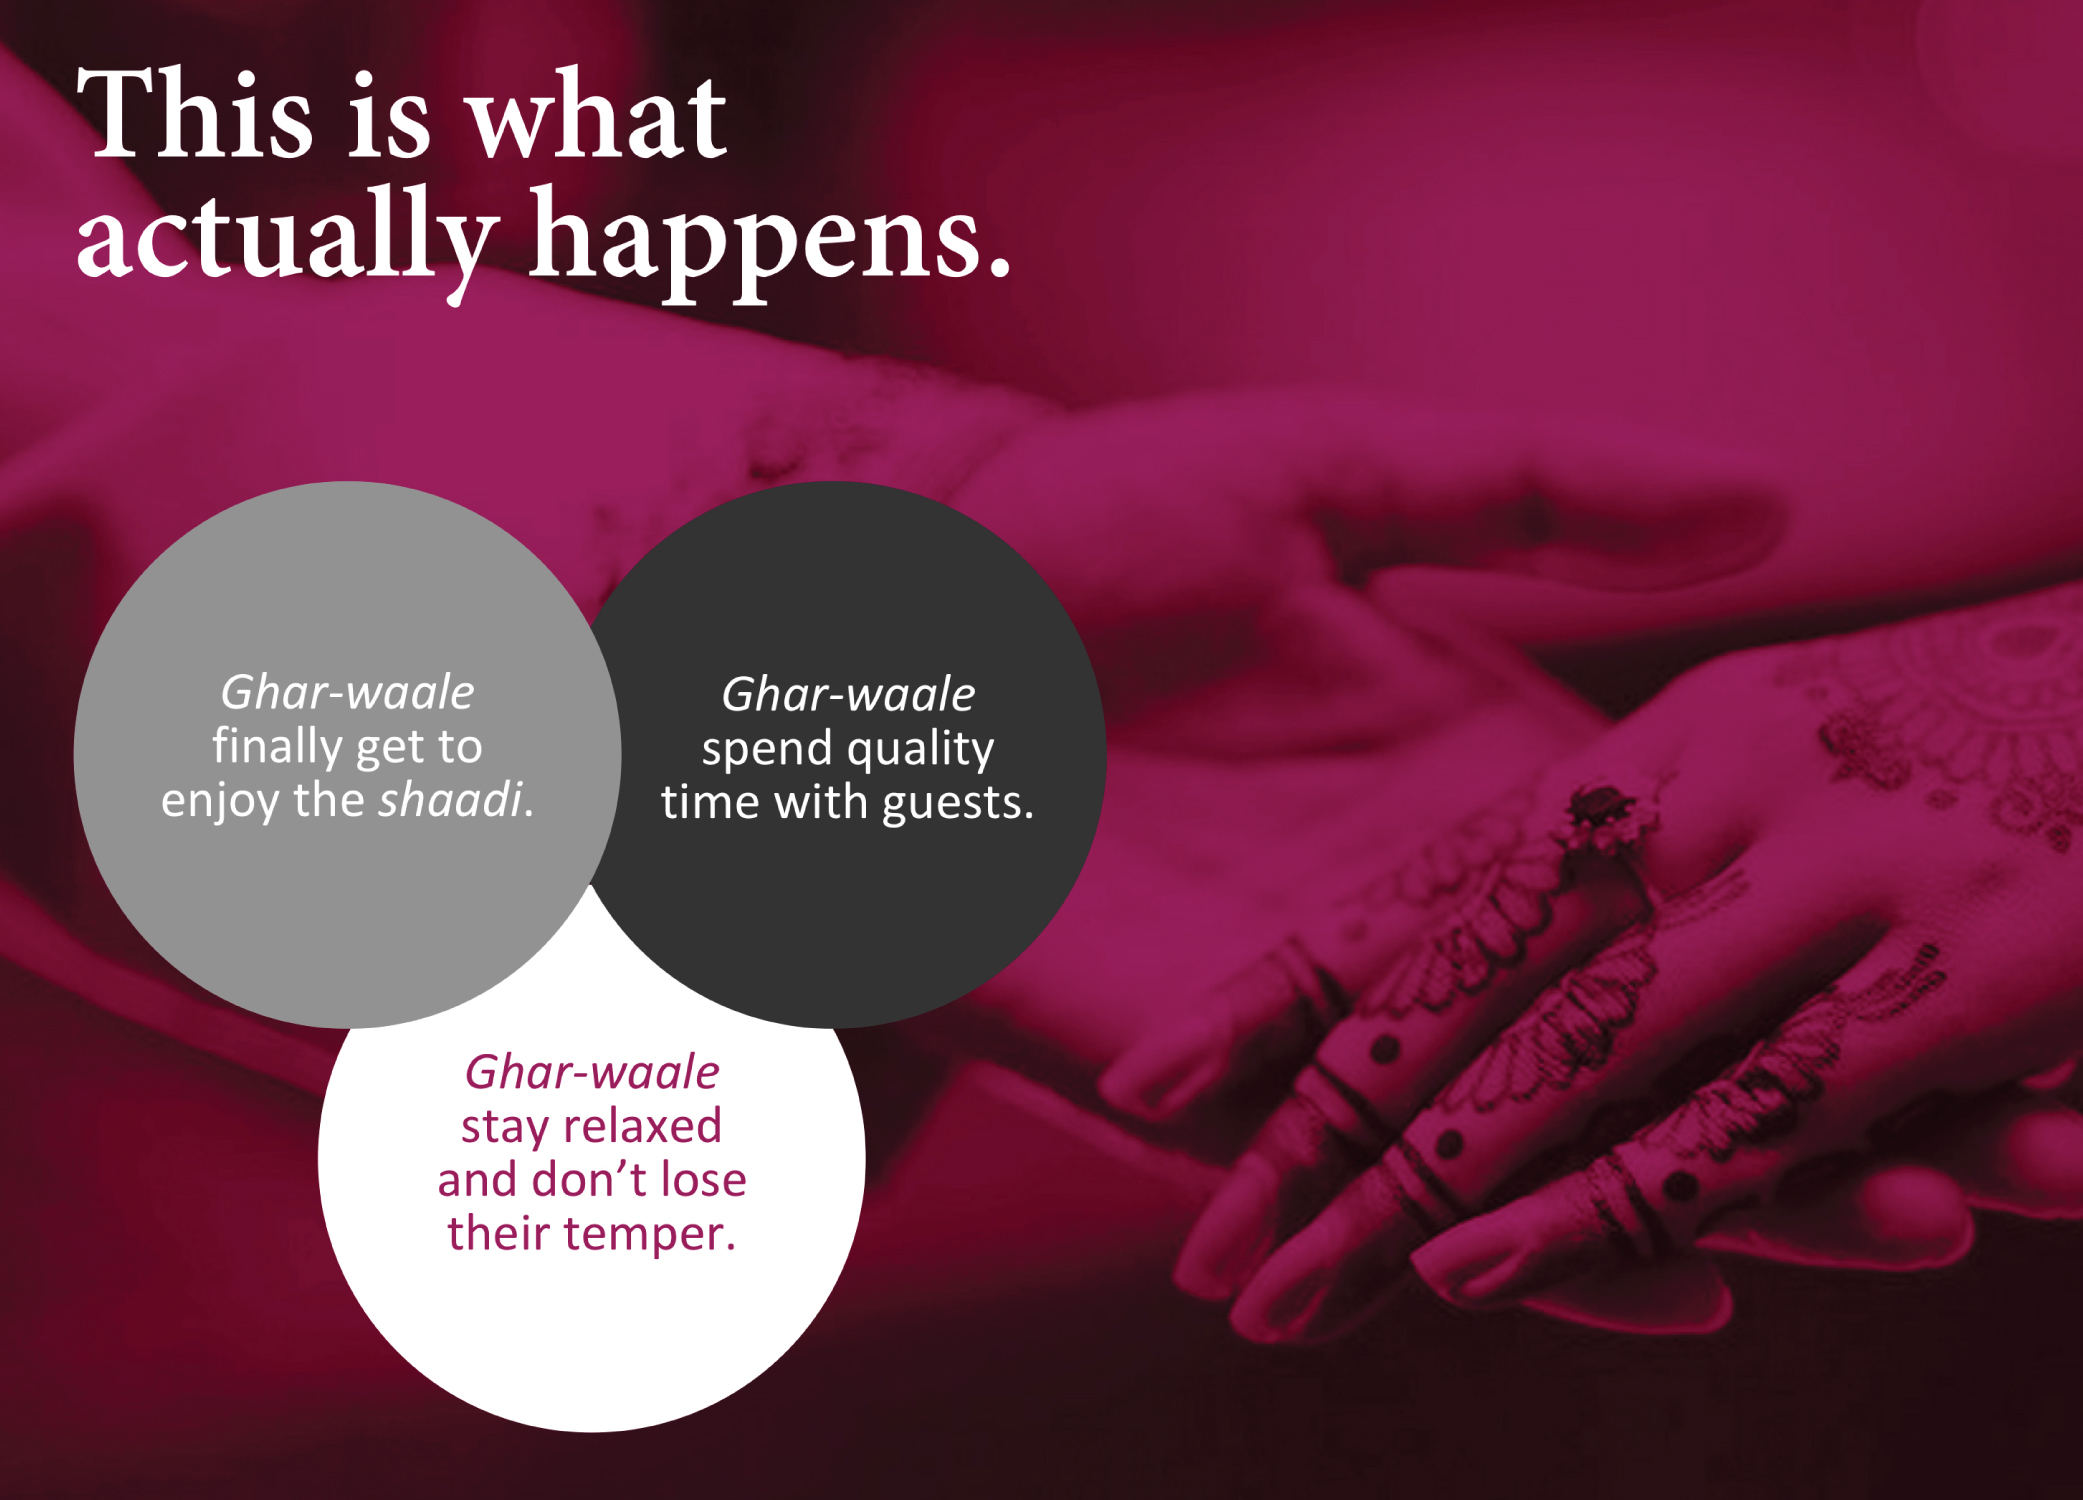 This is what
actually happens.
Ghar-waale
finally get to
enjoy the shaadi.
Ghar-waale
spend quality
time with guests.
Ghar-waale
stay relaxed
and don’t lose
their temper.